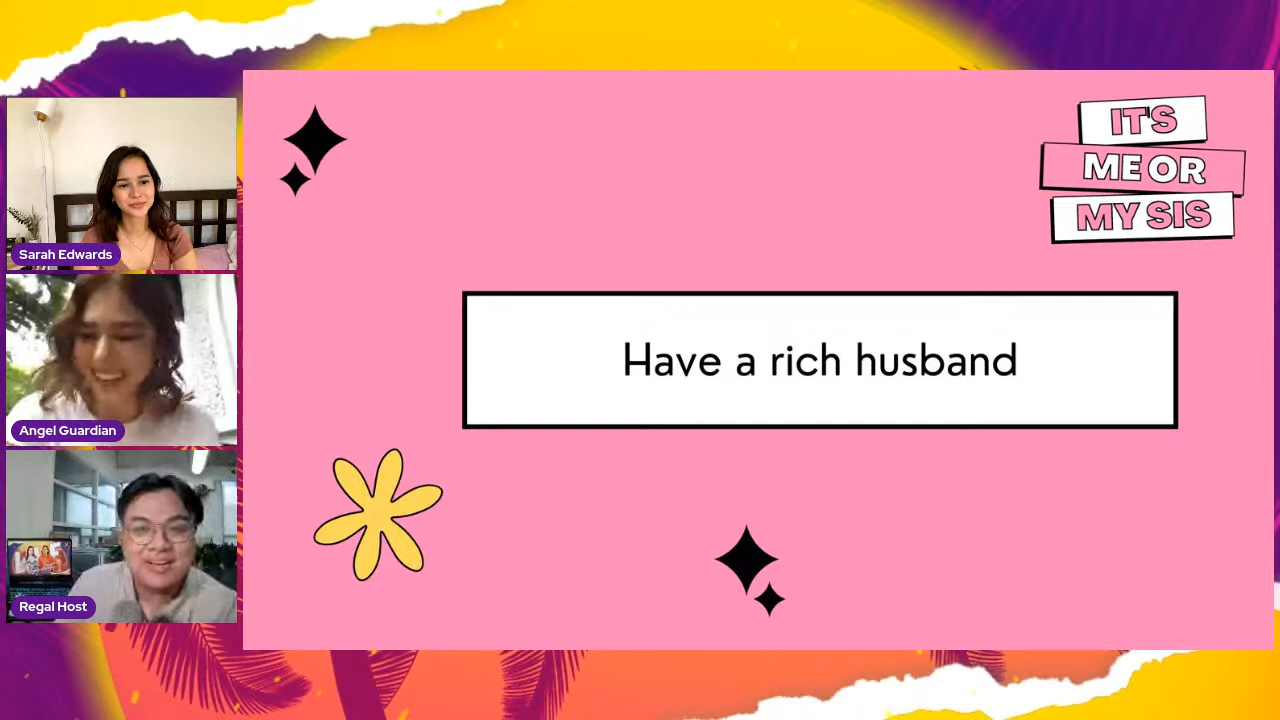 IT'S
ME OR
MY SIS
Sarah Edwards
Have a rich husband
Angel Guardian
Regal Host